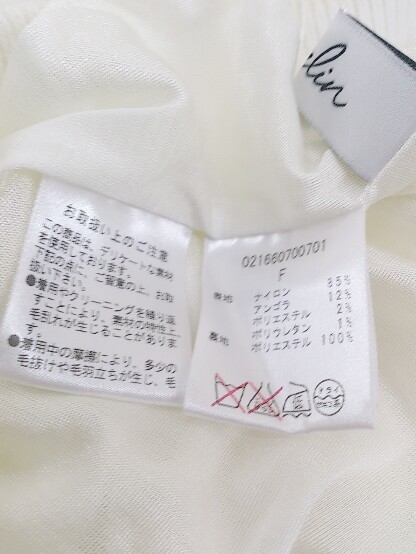 lin
お取扱い上のご注意
この商品は、デリケートな素材
を使用しております。
下記の点に、ご留意の上、お取
扱い下さい。
●着用やクリーニングを繰り返
すことにより、素材の特性上
毛乱れが生じることがありま
す。
●着用中の摩擦により、多少の
毛抜けや毛羽立ちが生じ、毛
021660700701
F
表地 ナイロン 85%
アンゴラ 12%
ポリエステル 2%
ポリウレタン 1%
裏地 ポリエステル 100%
ドライ